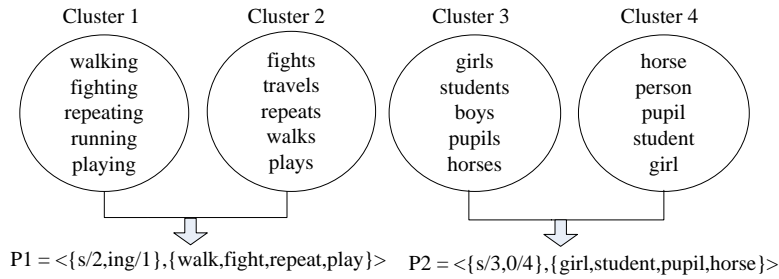 Cluster 1
Cluster 2
Cluster 3
Cluster 4
walking
fighting
repeating
running
playing
fights
travels
repeats
walks
plays
girls
students
boys
pupils
horses
horse
person
pupil
student
girl
P1 = <{s/2,ing/1},{walk,fight,repeat,play}>
P2 = <{s/3,0/4},{girl,student,pupil,horse}>